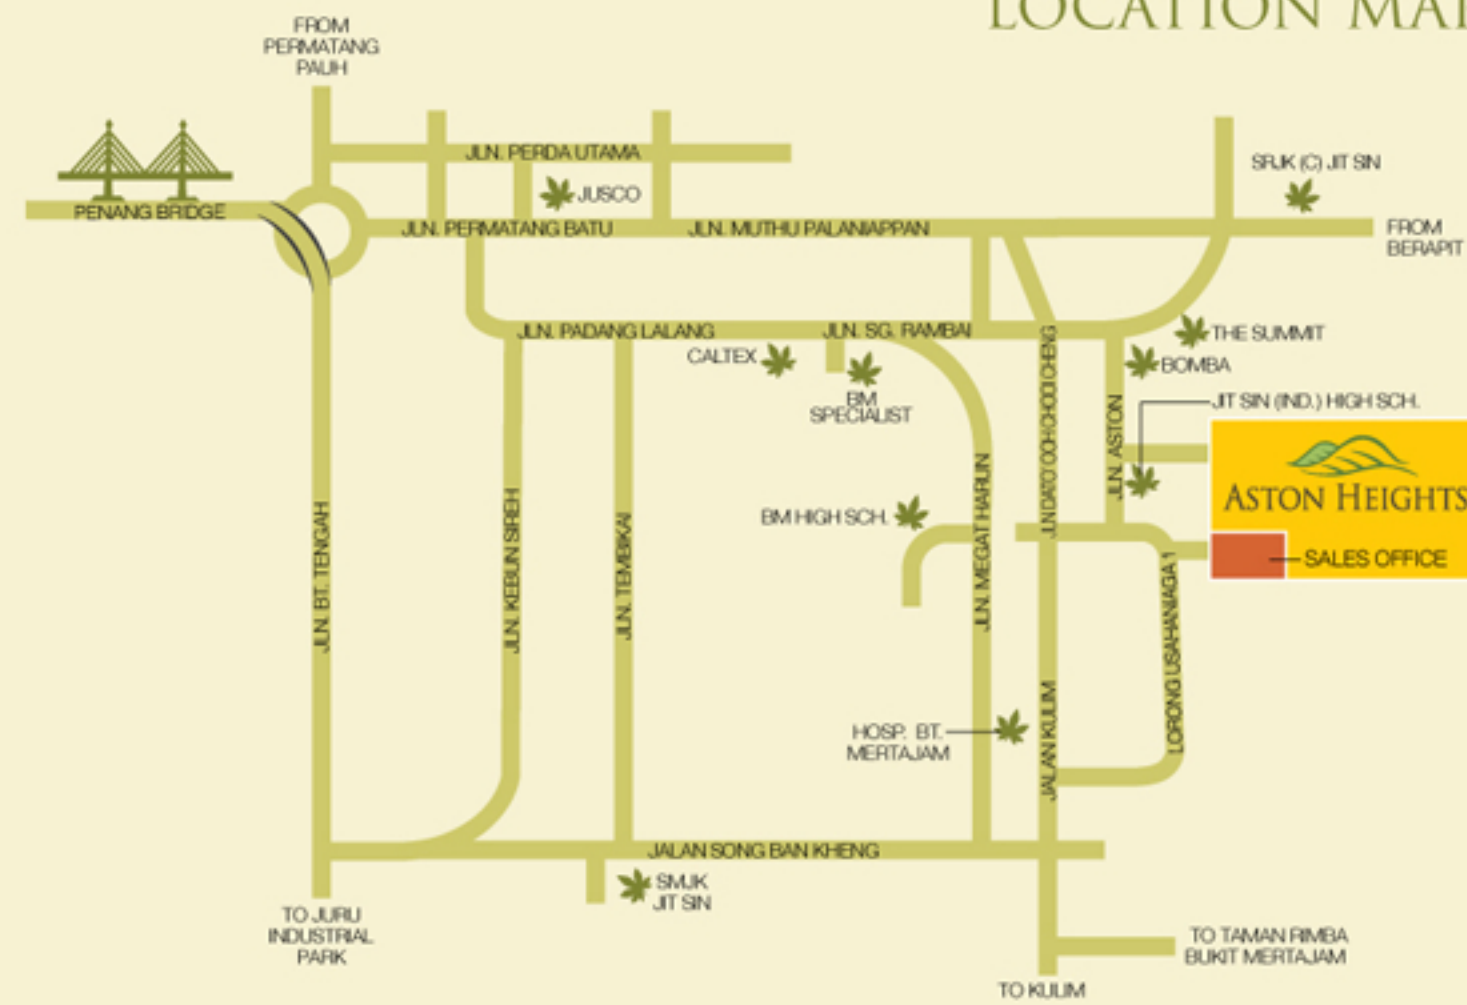 LOCATION MAP
FROM
PERMATANG
PAUH
JLN. PERDA UTAMA
SRJK (C) JIT SIN
JUSCO
PENANG BRIDGE
JLN. PERMATANG BATU
JLN. MUTHU PALANIAPPAN
FROM
BERAPIT
JLN. PADANG LALANG
JLN. SG. RAMBAI
THE SUMMIT
CALTEX
BOMBA
BM
SPECIALIST
JIT SIN (IND.) HIGH SCH.
JLN. ASTON
JLN DATO' OOH CHOOI CHENG
ASTON HEIGHTS
BM HIGH SCH.
JLN. MEGAT HARUN
SALES OFFICE
JLN. BT. TENGAH
JLN. KEBUN SIREH
JLN. TEMBIKAI
LORONG USAHANIAGA 1
HOSP. BT.
MERTAJAM
JALAN KULIM
JALAN SONG BAN KHENG
SMJK
JIT SIN
TO JURU
INDUSTRIAL
PARK
TO TAMAN RIMBA
BUKIT MERTAJAM
TO KULIM